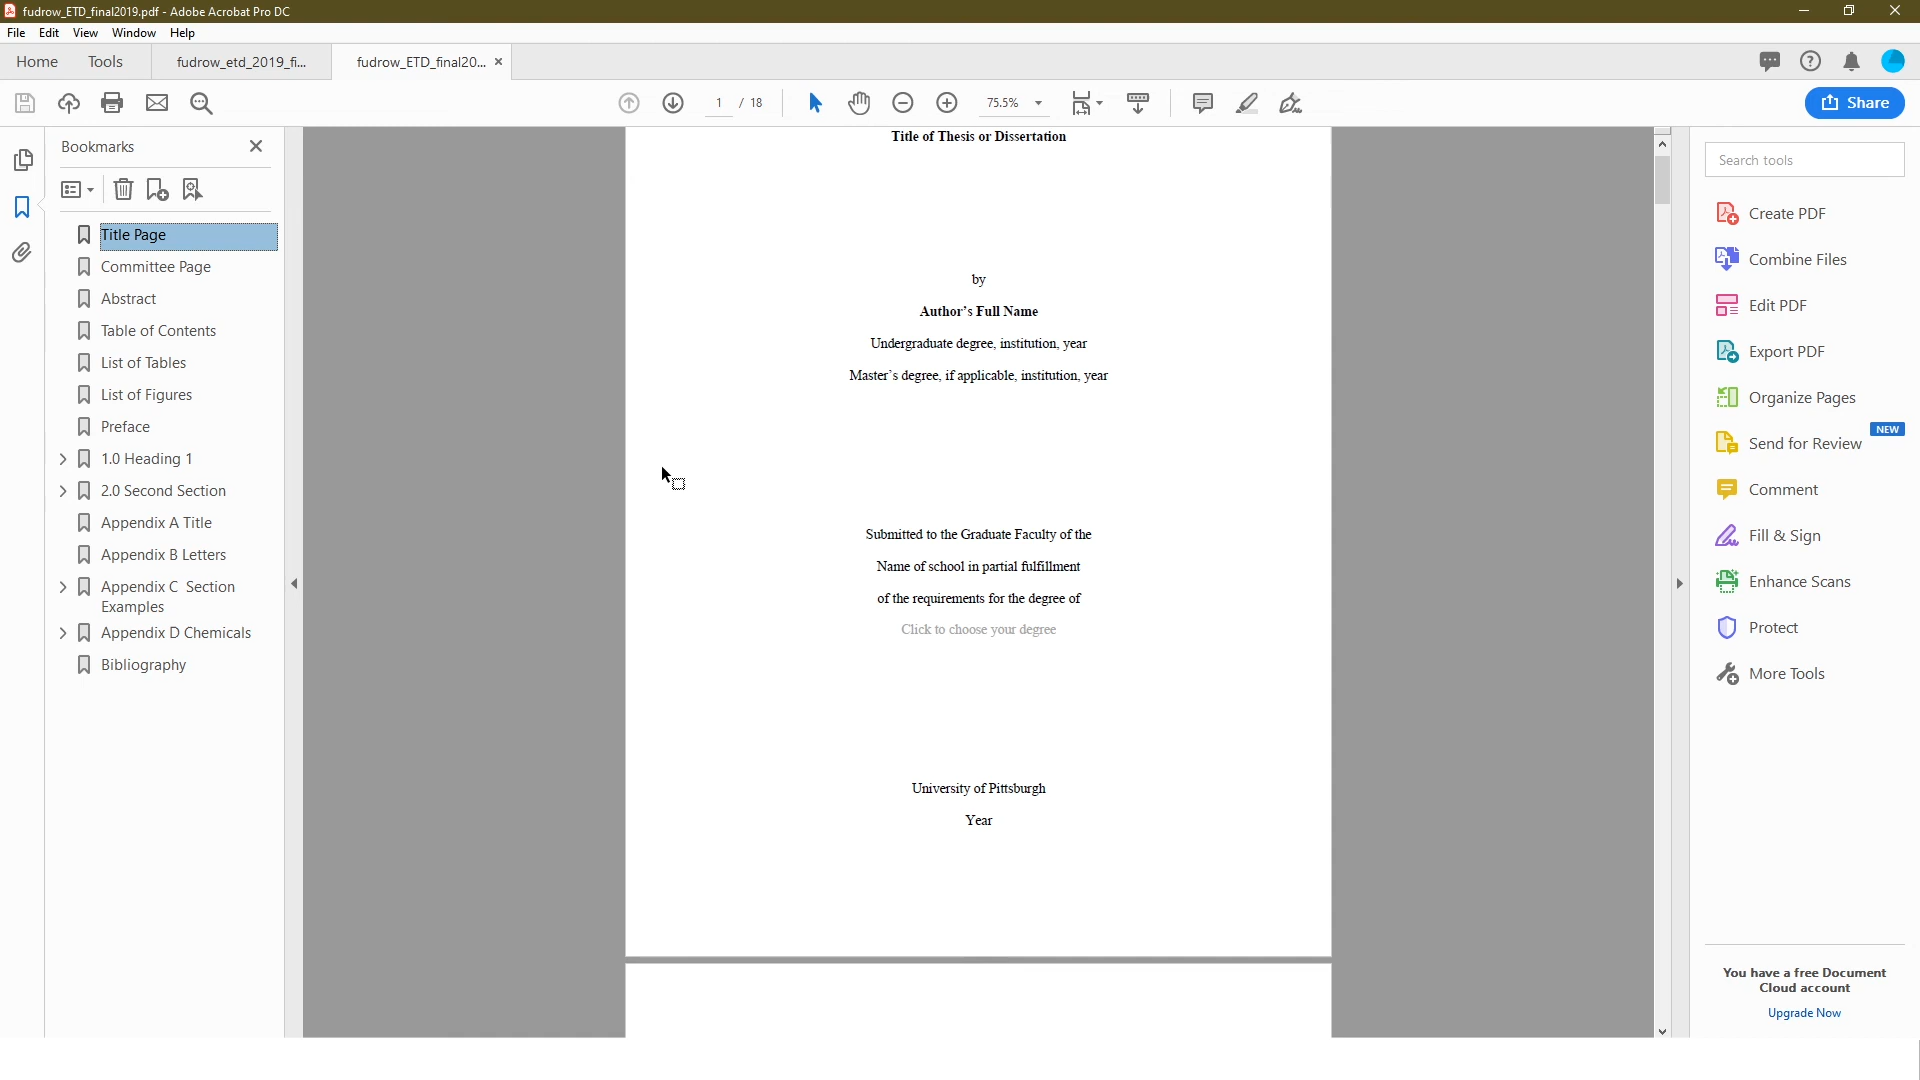 fudrow_ETD_final2019.pdf - Adobe Acrobat Pro DC
File Edit View Window Help
Home Tools fudrow_etd_2019_fi... fudrow_ETD_final20... ×
1 / 18 75.5% Share
Bookmarks
Title Page
Committee Page
Abstract
Table of Contents
List of Tables
List of Figures
Preface
1.0 Heading 1
2.0 Second Section
Appendix A Title
Appendix B Letters
Appendix C Section
Examples
Appendix D Chemicals
Bibliography
Title of Thesis or Dissertation
by
Author's Full Name
Undergraduate degree, institution, year
Master's degree, if applicable, institution, year
Submitted to the Graduate Faculty of the
Name of school in partial fulfillment
of the requirements for the degree of
Click to choose your degree
University of Pittsburgh
Year
Search tools
Create PDF
Combine Files
Edit PDF
Export PDF
Organize Pages
NEW
Send for Review
Comment
Fill & Sign
Enhance Scans
Protect
More Tools
You have a free Document
Cloud account
Upgrade Now